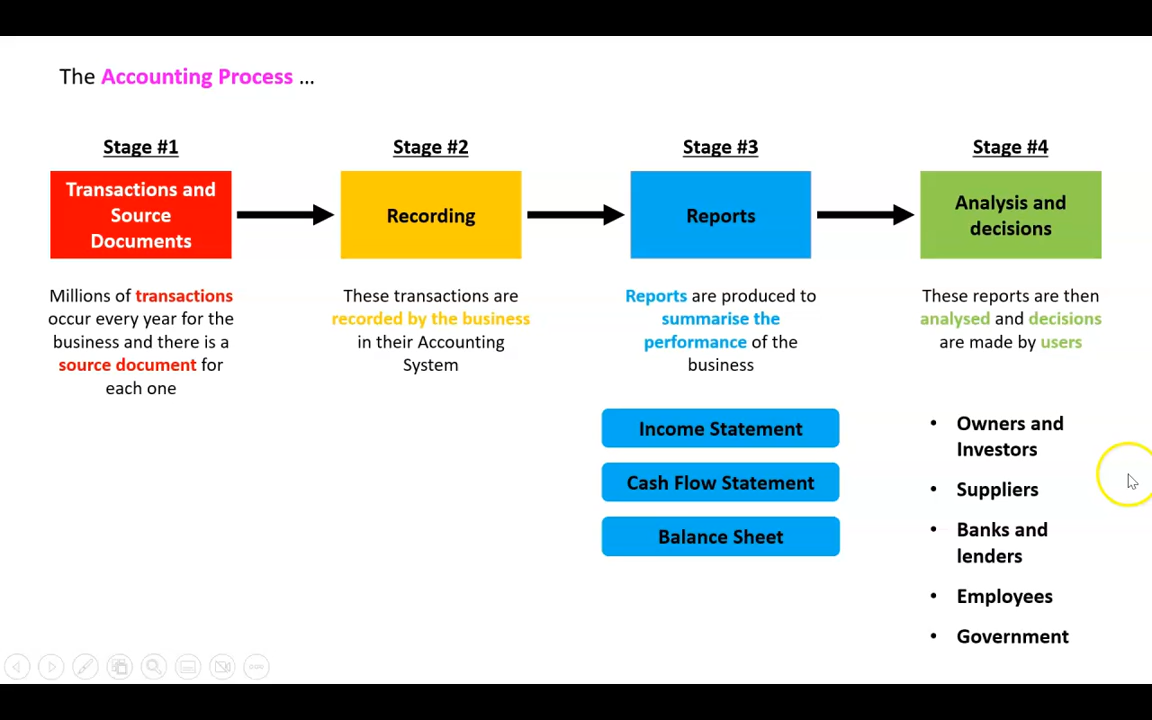 The Accounting Process ...
Stage #1
Transactions and
Source
Documents
Millions of transactions
occur every year for the
business and there is a
source document for
each one
Stage #2
Recording
These transactions are
recorded by the business
in their Accounting
System
Stage #3
Reports
Reports are produced to
summarise the
performance of the
business
Income Statement
Cash Flow Statement
Balance Sheet
Stage #4
Analysis and
decisions
These reports are then
analysed and decisions
are made by users
• Owners and
Investors
• Suppliers
• Banks and
lenders
• Employees
• Government